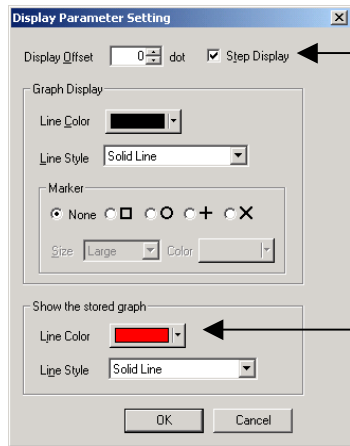 Display Parameter Setting
Display Offset 0 dot Step Display
Graph Display
Line Color
Line Style Solid Line
Marker
None
Size Large Color
Show the stored graph
Line Color
Line Style Solid Line
OK Cancel